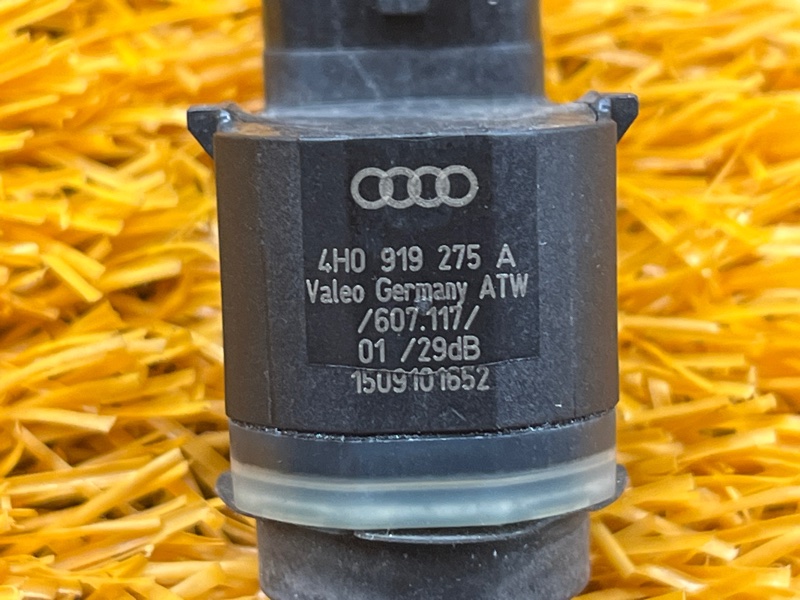 4H0 919 275 A
Valeo Germany ATW
/607.117/
01 /29dB
1509101652